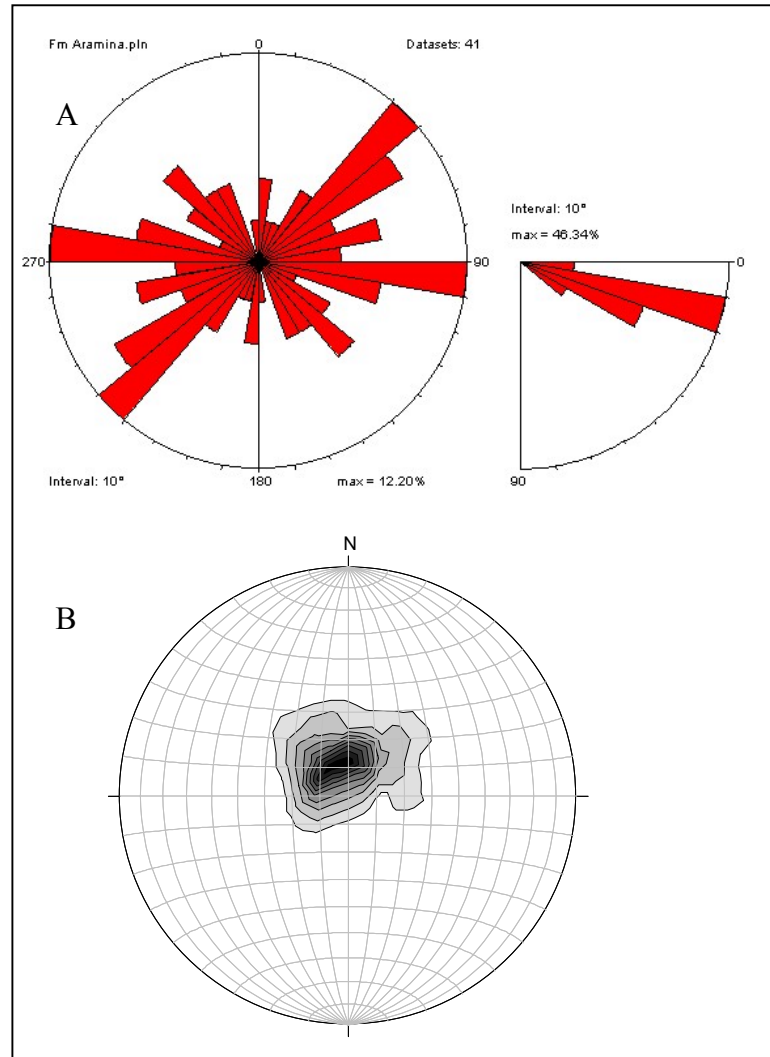 Fm Aramina.pln 0 Datasets: 41
A
Interval: 10°
max = 46.34%
270 90 0
Interval: 10° 180 max = 12.20% 90
N
B